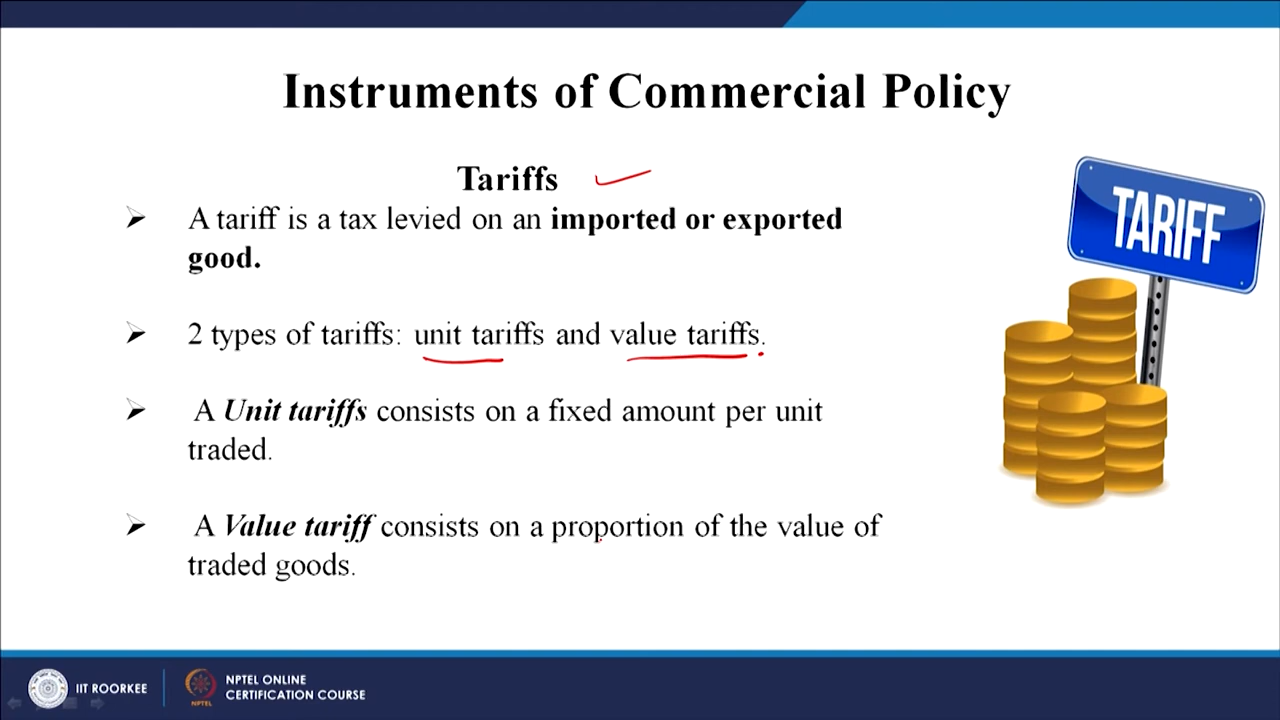 Instruments of Commercial Policy
Tariffs
A tariff is a tax levied on an imported or exported
good.
TARIFF
2 types of tariffs: unit tariffs and value tariffs.
A Unit tariffs consists on a fixed amount per unit
traded.
A Value tariff consists on a proportion of the value of
traded goods.
IIT ROORKEE
NPTEL
NPTEL ONLINE
CERTIFICATION COURSE